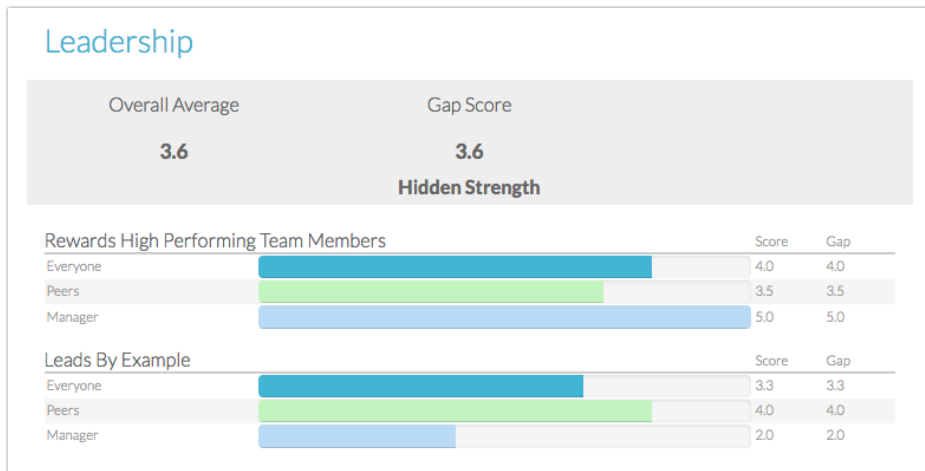 Leadership
Overall Average Gap Score
3.6 3.6
Hidden Strength
Rewards High Performing Team Members Score Gap
Everyone 4.0 4.0
Peers 3.5 3.5
Manager 5.0 5.0
Leads By Example Score Gap
Everyone 3.3 3.3
Peers 4.0 4.0
Manager 2.0 2.0